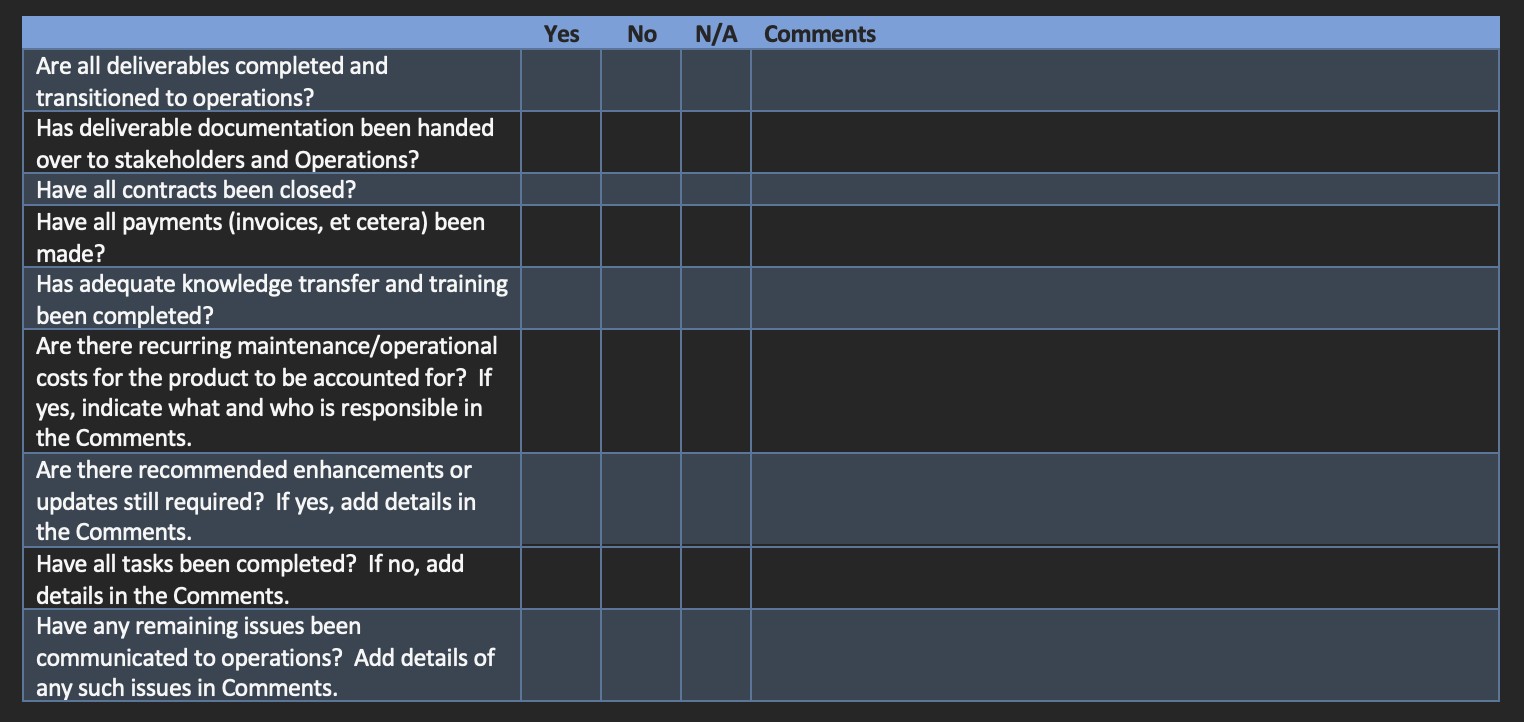 Yes No N/A Comments
Are all deliverables completed and
transitioned to operations?
Has deliverable documentation been handed
over to stakeholders and Operations?
Have all contracts been closed?
Have all payments (invoices, et cetera) been
made?
Has adequate knowledge transfer and training
been completed?
Are there recurring maintenance/operational
costs for the product to be accounted for?  If
yes, indicate what and who is responsible in
the Comments.
Are there recommended enhancements or
updates still required?  If yes, add details in
the Comments.
Have all tasks been completed?  If no, add
details in the Comments.
Have any remaining issues been
communicated to operations?  Add details of
any such issues in Comments.